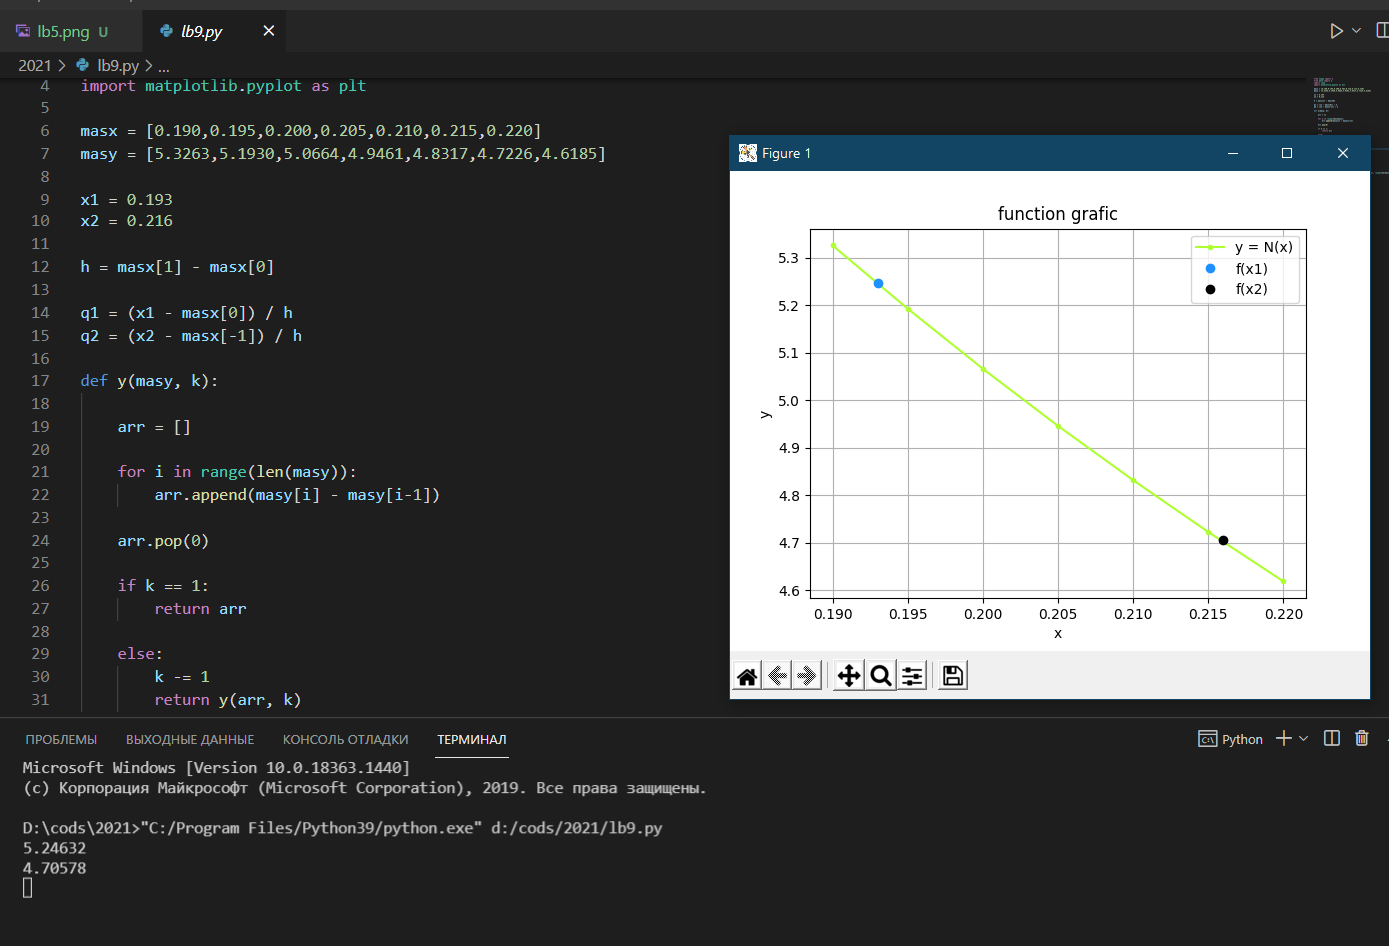 lb5.png U
lb9.py
2021 > lb9.py > ...
4 import matplotlib.pyplot as plt
5
6 masx = [0.190,0.195,0.200,0.205,0.210,0.215,0.220]
7 masy = [5.3263,5.1930,5.0664,4.9461,4.8317,4.7226,4.6185]
8
9 x1 = 0.193
10 x2 = 0.216
11
12 h = masx[1] - masx[0]
13
14 q1 = (x1 - masx[0]) / h
15 q2 = (x2 - masx[-1]) / h
16
17 def y(masy, k):
18
19 arr = []
20
21 for i in range(len(masy)):
22 arr.append(masy[i] - masy[i-1])
23
24 arr.pop(0)
25
26 if k == 1:
27 return arr
28
29 else:
30 k -= 1
31 return y(arr, k)
Figure 1
function grafic
y = N(x)
f(x1)
f(x2)
5.3
5.2
5.1
5.0
4.9
4.8
4.7
4.6
y
0.190 0.195 0.200 0.205 0.210 0.215 0.220
x
ПРОБЛЕМЫ ВЫХОДНЫЕ ДАННЫЕ КОНСОЛЬ ОТЛАДКИ ТЕРМИНАЛ
Python
Microsoft Windows [Version 10.0.18363.1440]
(c) Корпорация Майкрософт (Microsoft Corporation), 2019. Все права защищены.
D:\cods\2021>"C:/Program Files/Python39/python.exe" d:/cods/2021/lb9.py
5.24632
4.70578